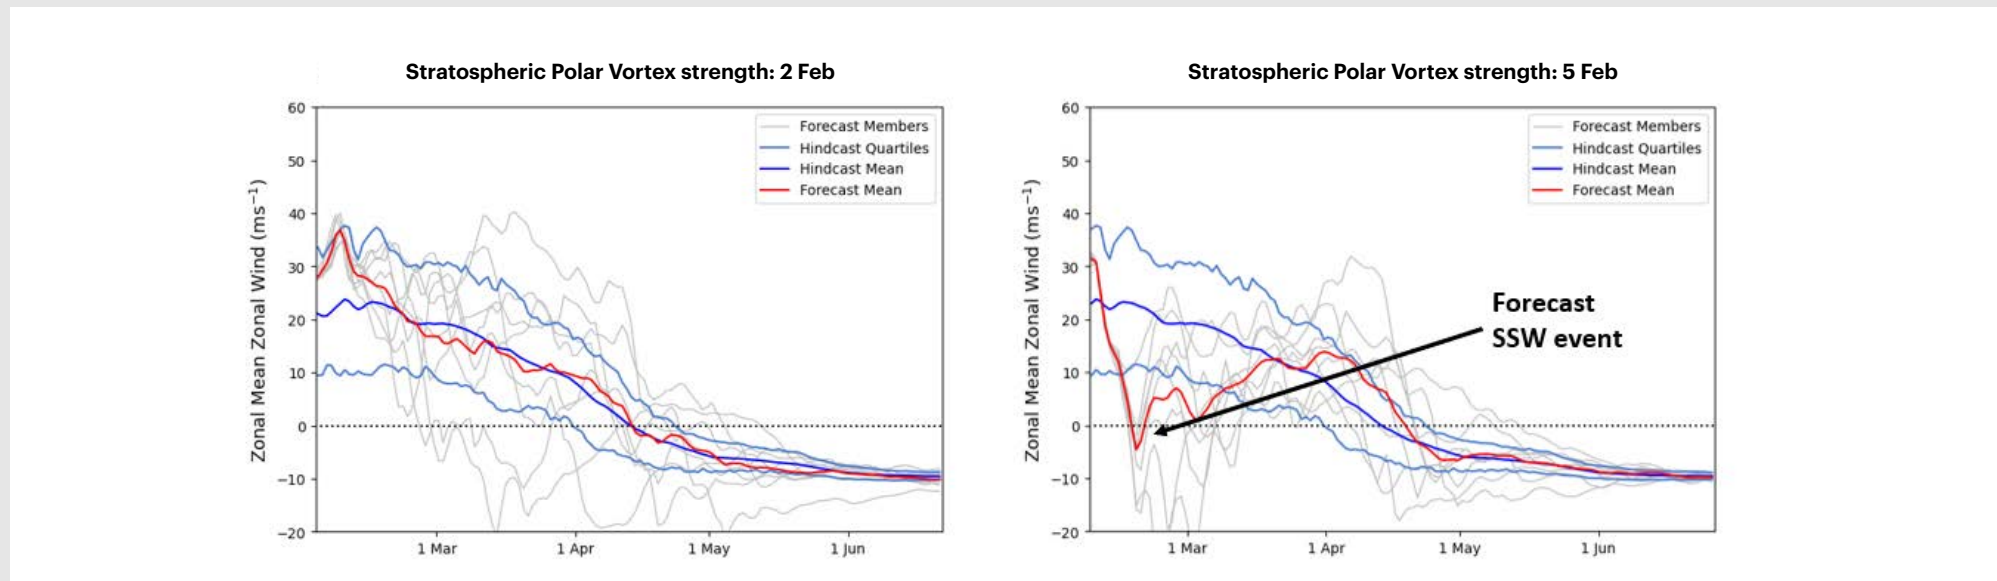 Stratospheric Polar Vortex strength: 2 Feb
Zonal Mean Zonal Wind (ms⁻¹)
60
50
40
30
20
10
0
−10
−20
Forecast Members
Hindcast Quartiles
Hindcast Mean
Forecast Mean
1 Mar
1 Apr
1 May
1 Jun
Stratospheric Polar Vortex strength: 5 Feb
Zonal Mean Zonal Wind (ms⁻¹)
60
50
40
30
20
10
0
−10
−20
Forecast Members
Hindcast Quartiles
Hindcast Mean
Forecast Mean
Forecast
SSW event
1 Mar
1 Apr
1 May
1 Jun